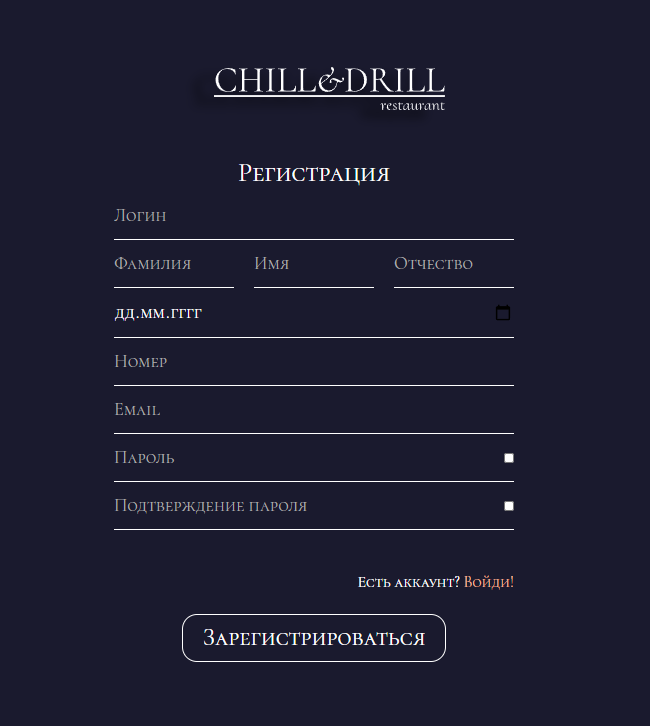 CHILL&DRILL
restaurant
Регистрация
Логин
Фамилия Имя Отчество
дд.мм.гггг
Номер
Email
Пароль
Подтверждение пароля
Есть аккаунт? Войди!
Зарегистрироваться